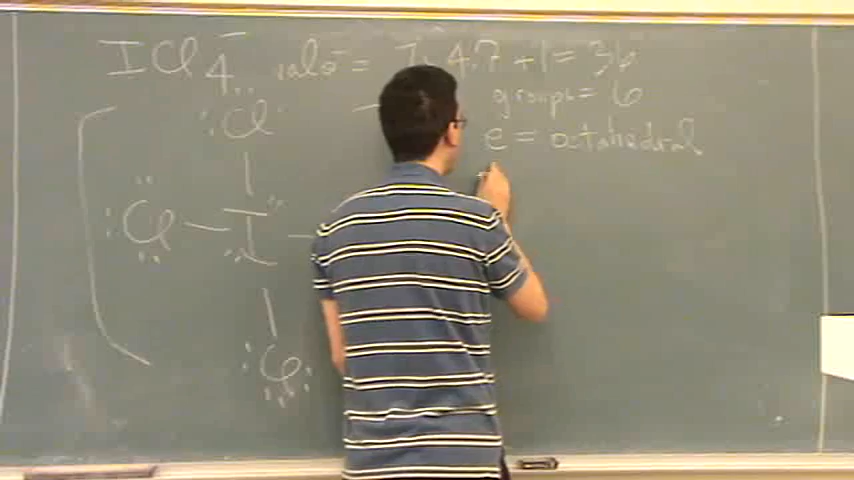 ICl4- val e- = 7+4.7+1= 36
groups = 6
e = octahedral
Cl
Cl — I —
Cl